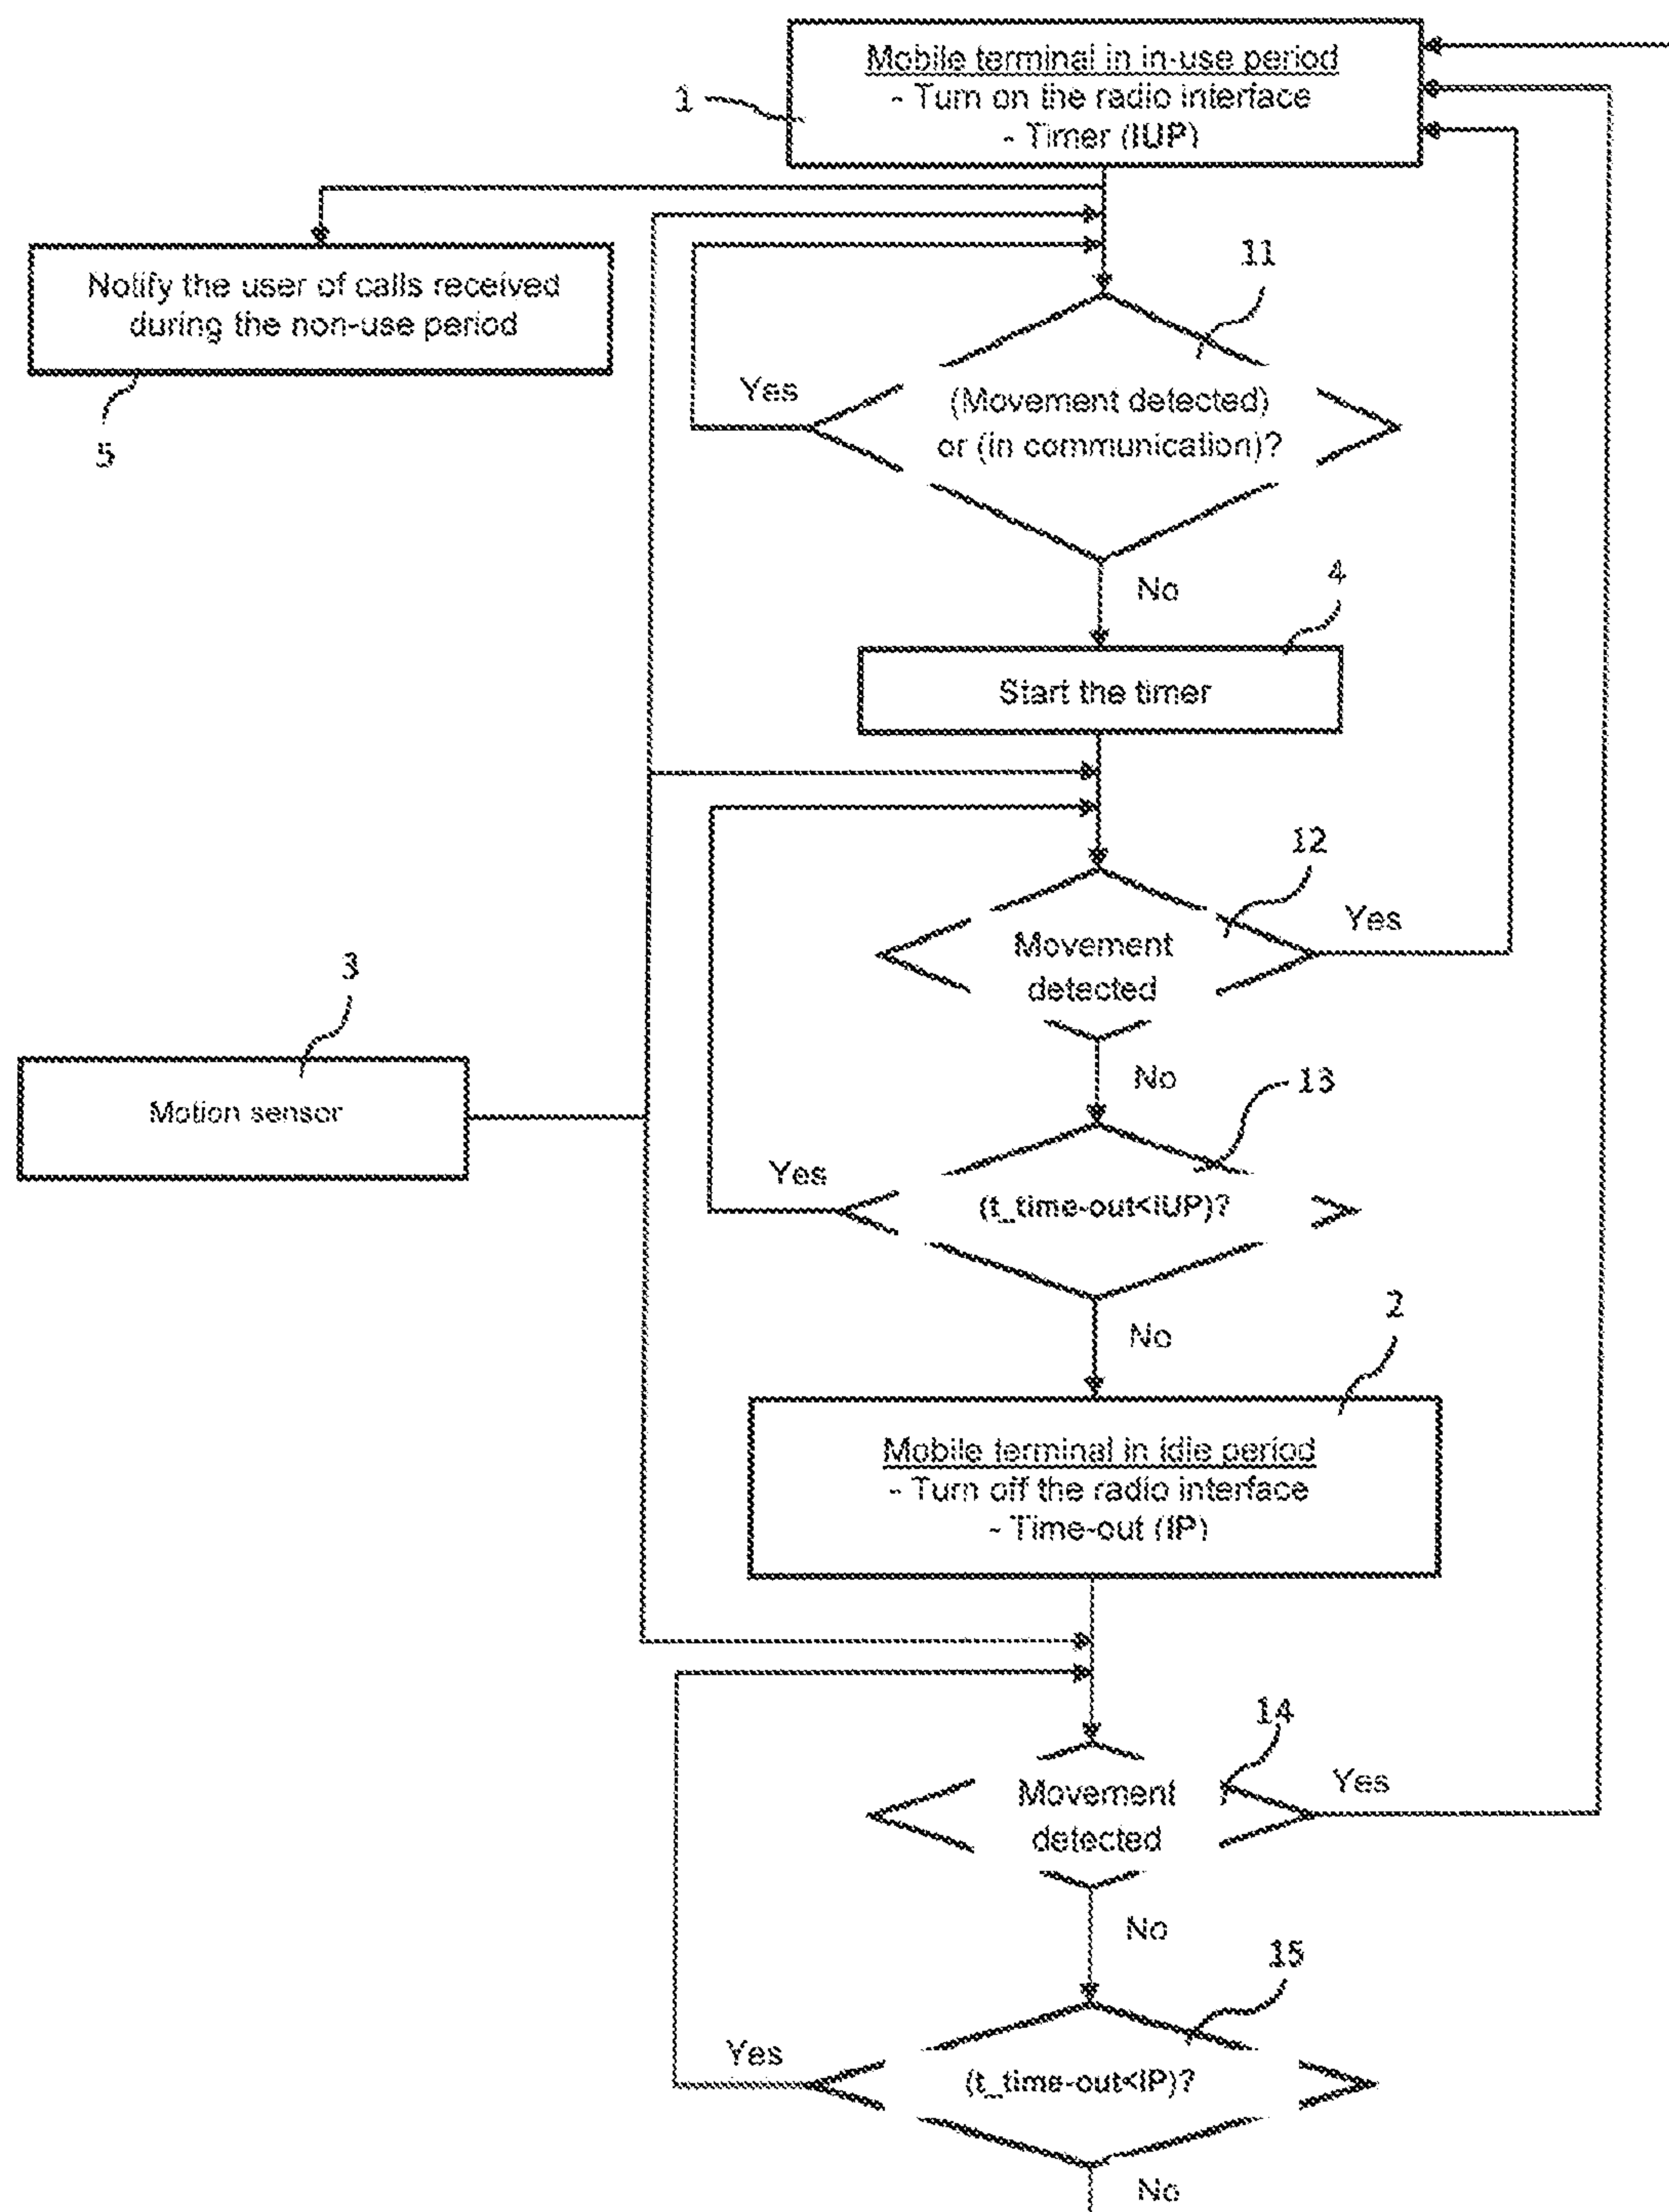 Mobile terminal in in-use period
- Turn on the radio interface
- Timer (IUP)
1
Notify the user of calls received
during the non-use period
5
11
Yes
(Movement detected)
or (in communication)?
No
4
Start the timer
12
Yes
Movement
detected
3
Motion sensor
No
13
Yes
(t_time-out<IUP)?
No
2
Mobile terminal in idle period
- Turn off the radio interface
- Time-out (IP)
14
Yes
Movement
detected
No
15
Yes
(t_time-out<IP)?
No